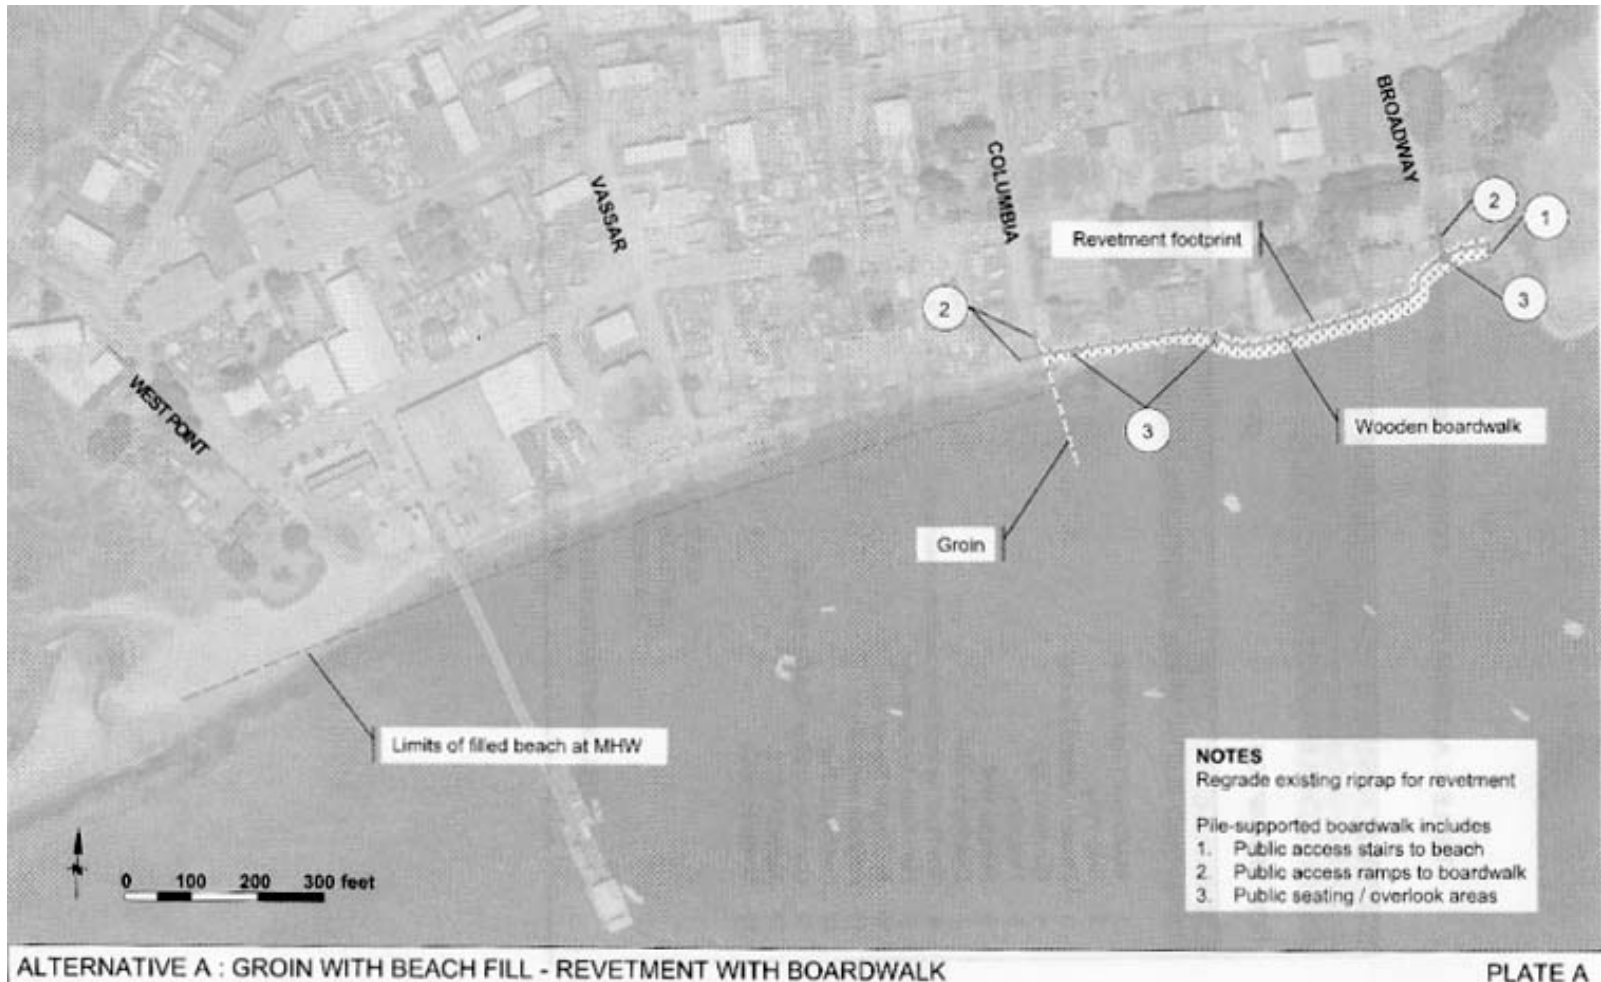 BROADWAY
COLUMBIA
VASSAR
2
1
Revetment footprint
3
2
WEST POINT
3
Wooden boardwalk
Groin
Limits of filled beach at MHW
NOTES
Regrade existing riprap for revetment
Pile-supported boardwalk includes
1. Public access stairs to beach
2. Public access ramps to boardwalk
3. Public seating / overlook areas
0 100 200 300 feet
ALTERNATIVE A : GROIN WITH BEACH FILL - REVETMENT WITH BOARDWALK
PLATE A